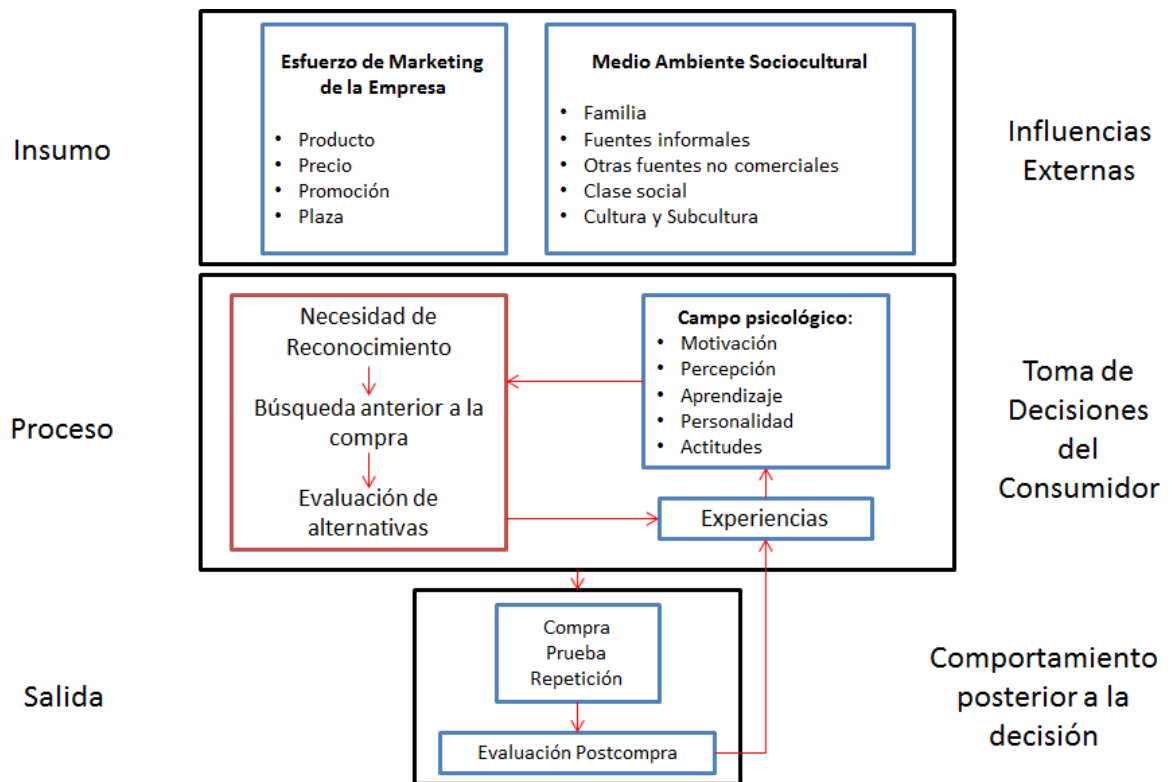 Insumo
Esfuerzo de Marketing
de la Empresa
• Producto
• Precio
• Promoción
• Plaza
Medio Ambiente Sociocultural
• Familia
• Fuentes informales
• Otras fuentes no comerciales
• Clase social
• Cultura y Subcultura
Influencias
Externas
Proceso
Necesidad de
Reconocimiento
Búsqueda anterior a la
compra
Evaluación de
alternativas
Campo psicológico:
• Motivación
• Percepción
• Aprendizaje
• Personalidad
• Actitudes
Experiencias
Toma de
Decisiones
del
Consumidor
Salida
Compra
Prueba
Repetición
Evaluación Postcompra
Comportamiento
posterior a la
decisión